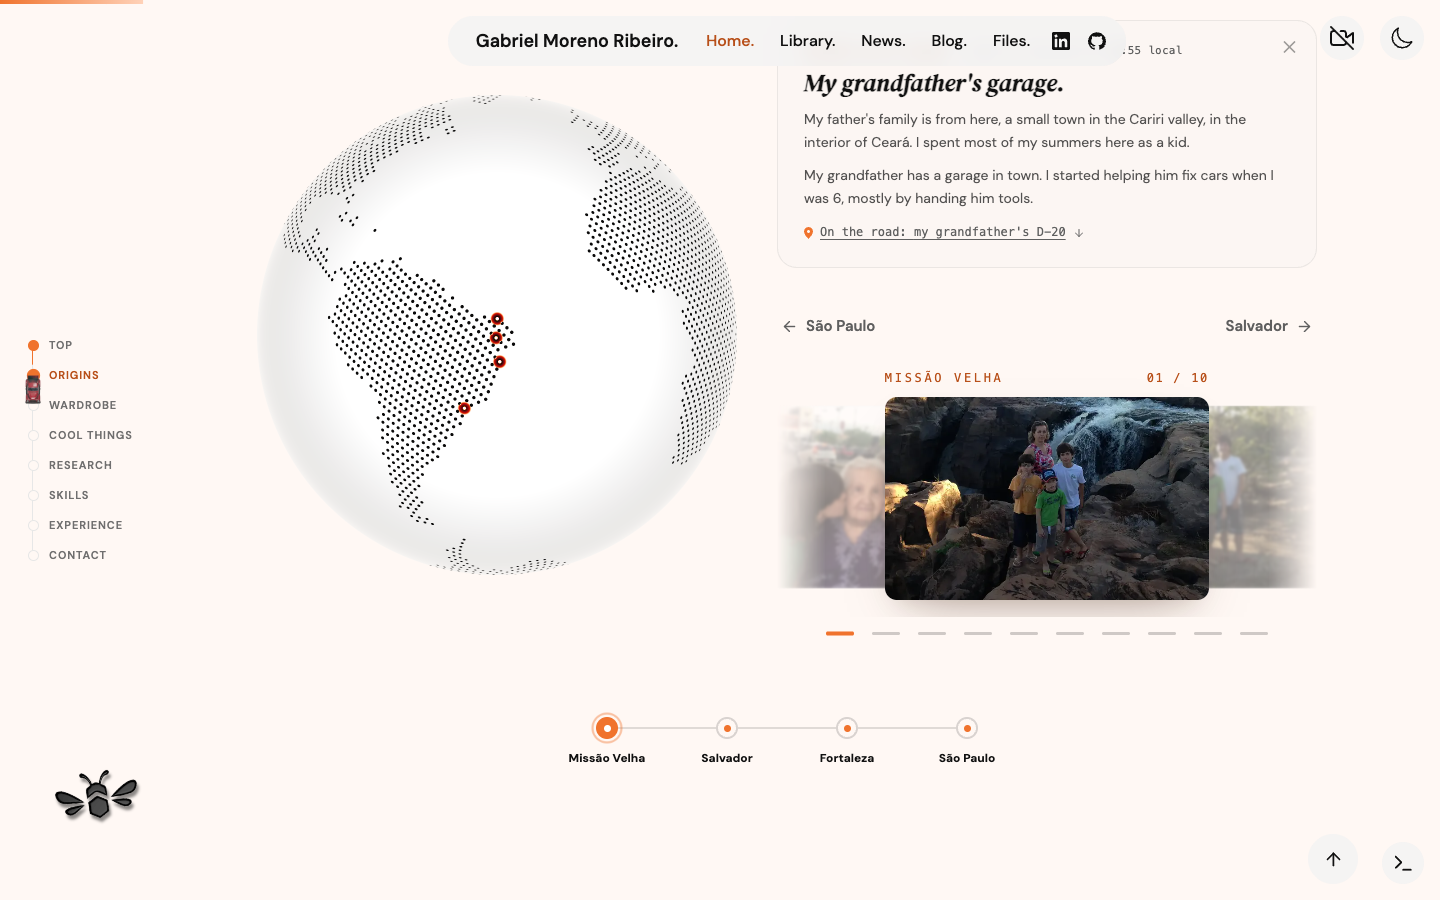 Gabriel Moreno Ribeiro.
Home.
Library.
News.
Blog.
Files.
.55 local
My grandfather's garage.
My father's family is from here, a small town in the Cariri valley, in the
interior of Ceará. I spent most of my summers here as a kid.
My grandfather has a garage in town. I started helping him fix cars when I
was 6, mostly by handing him tools.
On the road: my grandfather's D-20 ↓
← São Paulo
Salvador →
MISSÃO VELHA
01 / 10
TOP
ORIGINS
WARDROBE
COOL THINGS
RESEARCH
SKILLS
EXPERIENCE
CONTACT
Missão Velha
Salvador
Fortaleza
São Paulo